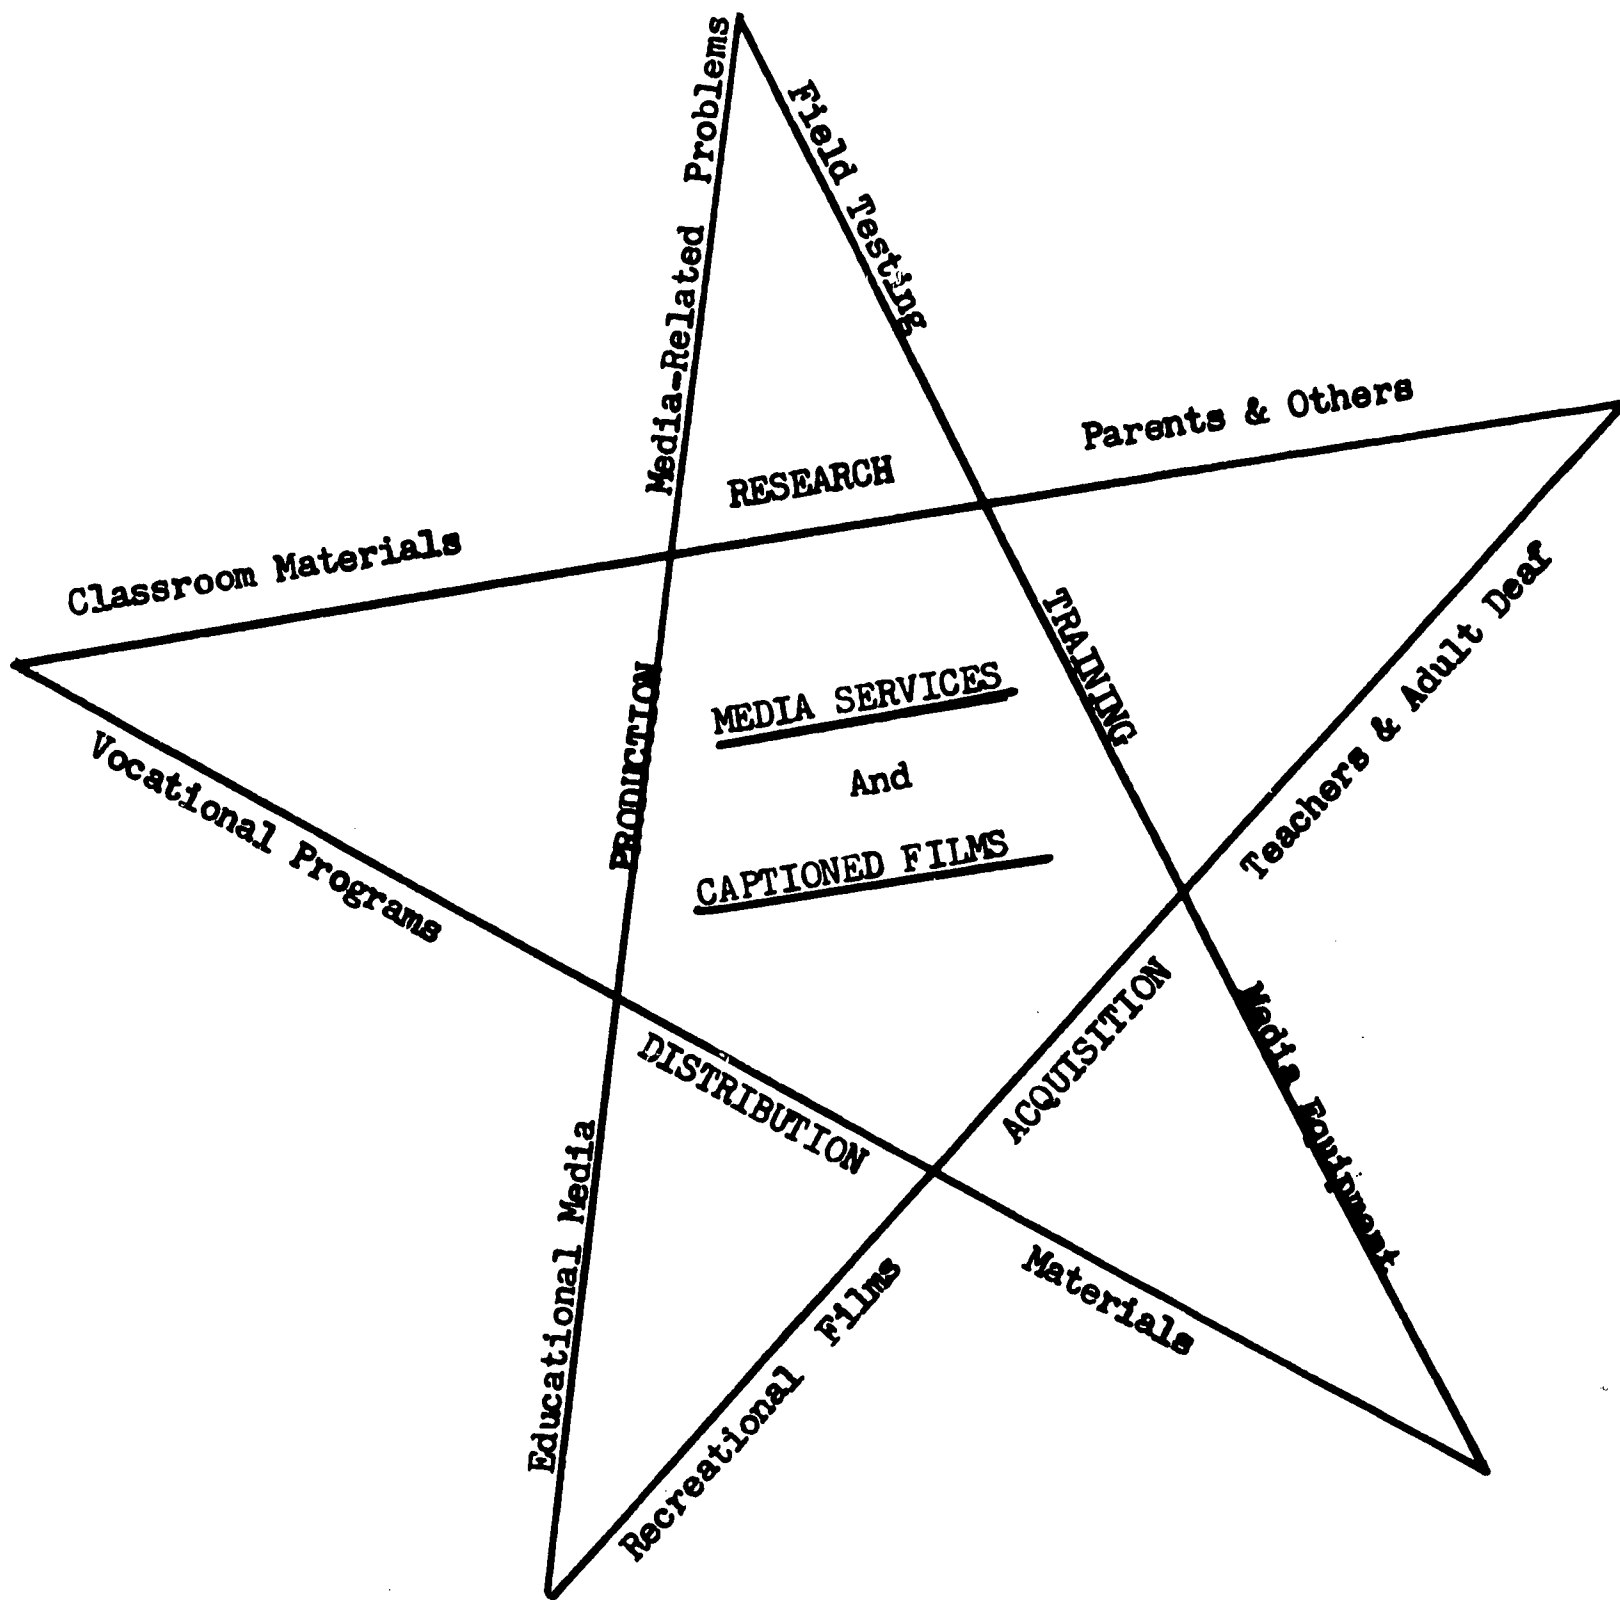 Media-Related Problems
Field Testing
Parents & Others
RESEARCH
Classroom Materials
TRAINING
Teachers & Adult Deaf
PRODUCTION
MEDIA SERVICES
And
CAPTIONED FILMS
Vocational Programs
ACQUISITION
Media Equipment
DISTRIBUTION
Educational Media
Recreational Films
Materials